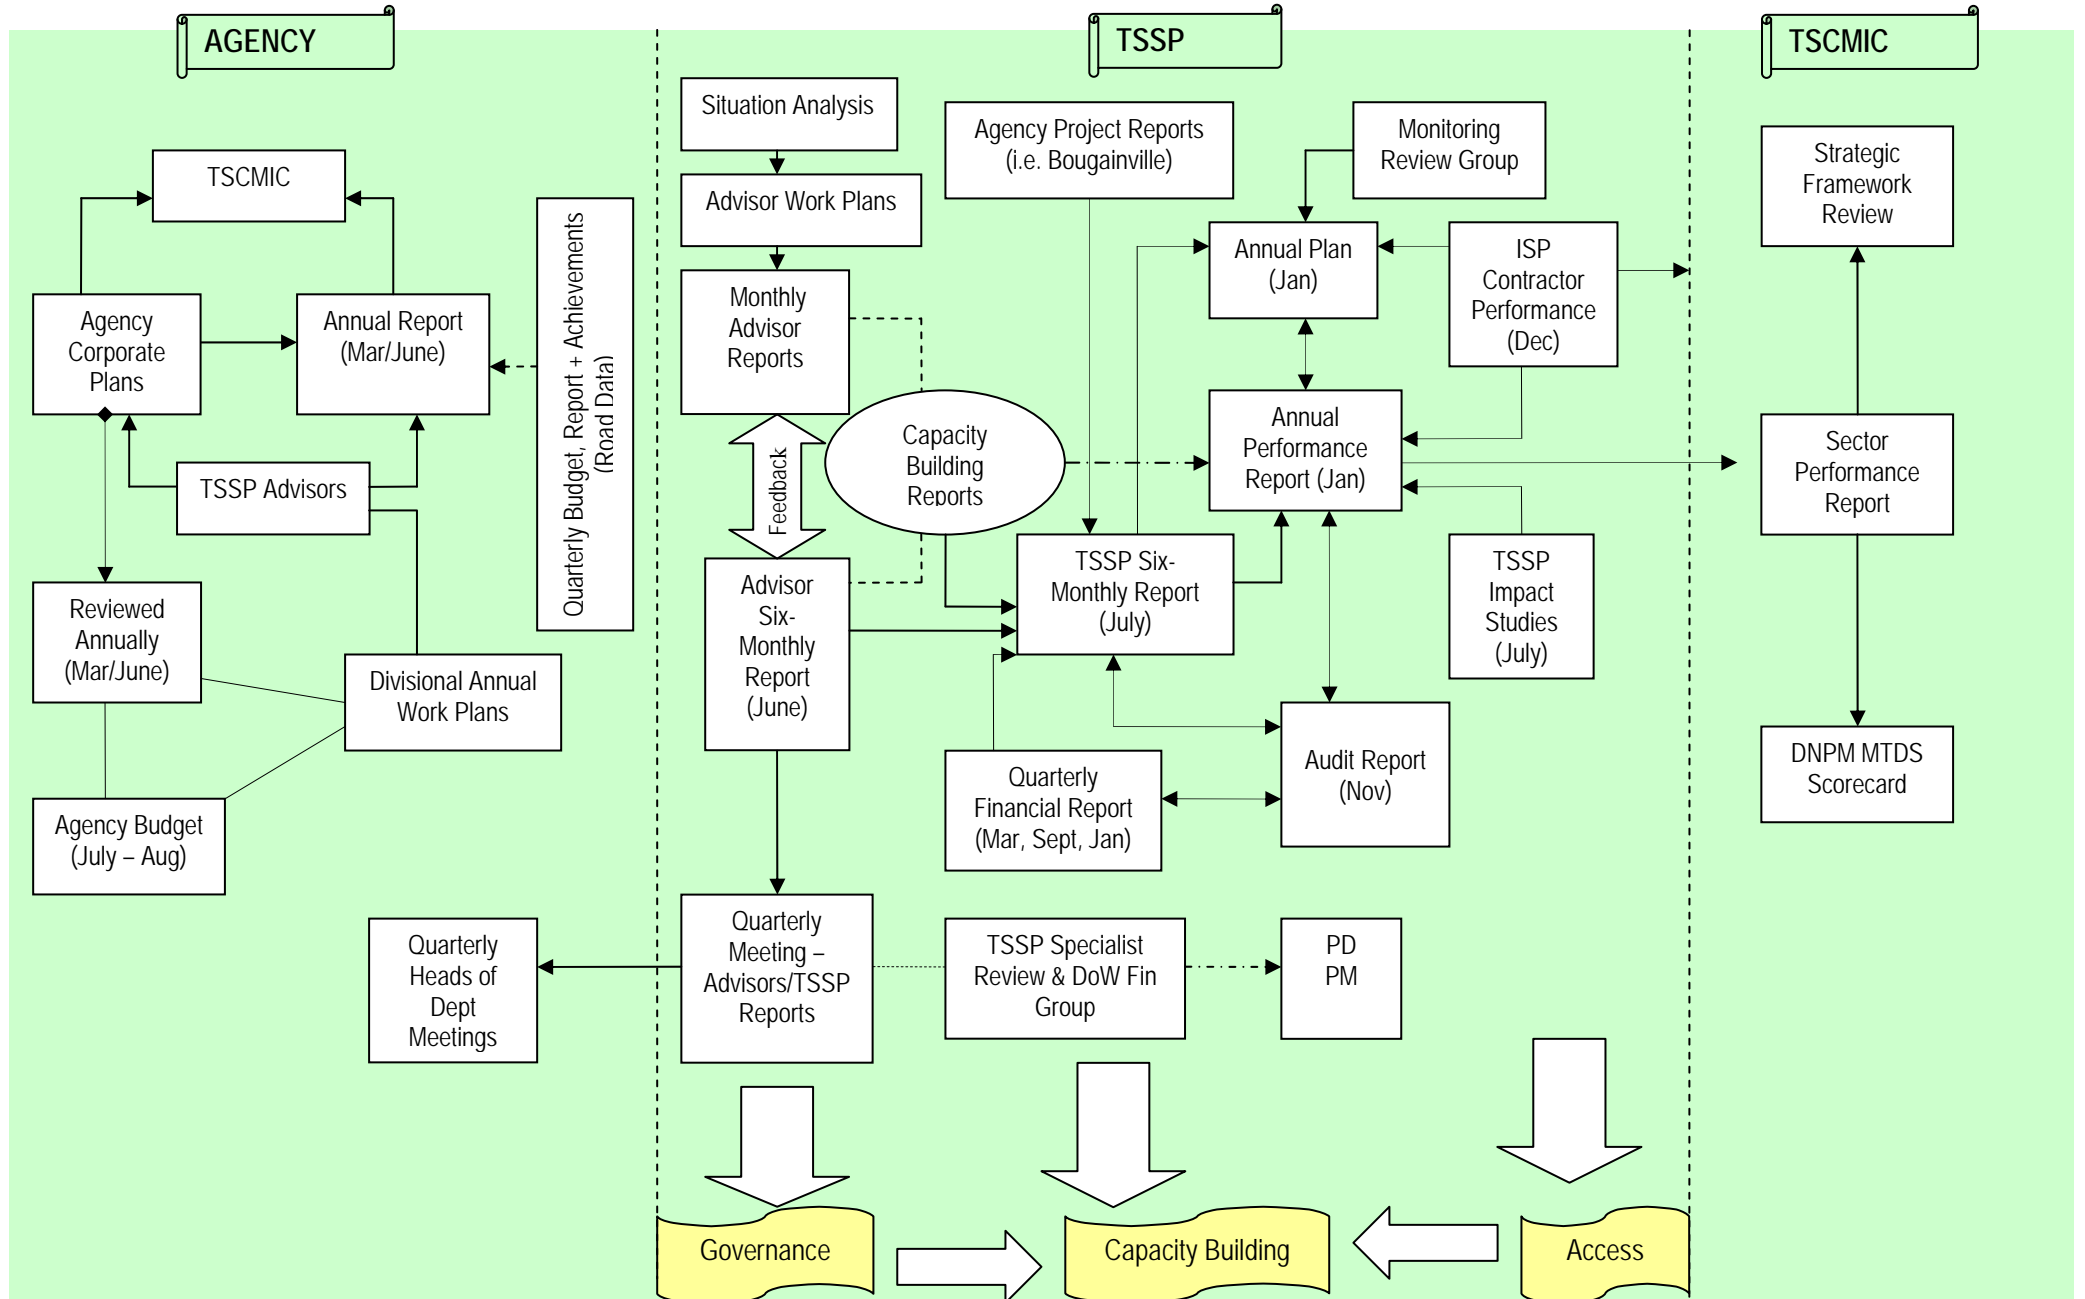 AGENCY
TSSP
TSCMIC
TSCMIC
Agency
Corporate
Plans
Annual Report
(Mar/June)
Quarterly Budget, Report + Achievements
(Road Data)
TSSP Advisors
Reviewed
Annually
(Mar/June)
Divisional Annual
Work Plans
Agency Budget
(July – Aug)
Quarterly
Heads of
Dept
Meetings
Situation Analysis
Advisor Work Plans
Monthly
Advisor
Reports
Feedback
Capacity
Building
Reports
Advisor
Six-
Monthly
Report
(June)
Quarterly
Meeting –
Advisors/TSSP
Reports
Agency Project Reports
(i.e. Bougainville)
Monitoring
Review Group
Annual Plan
(Jan)
ISP
Contractor
Performance
(Dec)
Annual
Performance
Report (Jan)
TSSP Six-
Monthly Report
(July)
TSSP
Impact
Studies
(July)
Quarterly
Financial Report
(Mar, Sept, Jan)
Audit Report
(Nov)
TSSP Specialist
Review & DoW Fin
Group
PD
PM
Strategic
Framework
Review
Sector
Performance
Report
DNPM MTDS
Scorecard
Governance
Capacity Building
Access